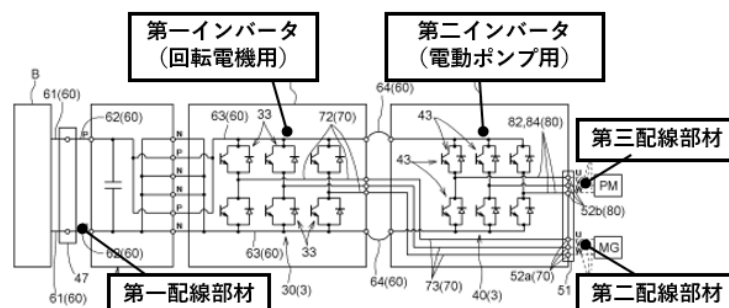 第一インバータ
（回転電機用）
第二インバータ
（電動ポンプ用）
B
61(60)
62(60)
P
N
P
N
N
P
N
63(60)
33
72(70)
64(60)
43
82,84(80)
第三配線部材
43
U
PM
52b(80)
U
MG
62(60)
63(60)
33
52a(70)
51
61(60)
47
第一配線部材
30(3)
64(60)
73(70)
40(3)
第二配線部材